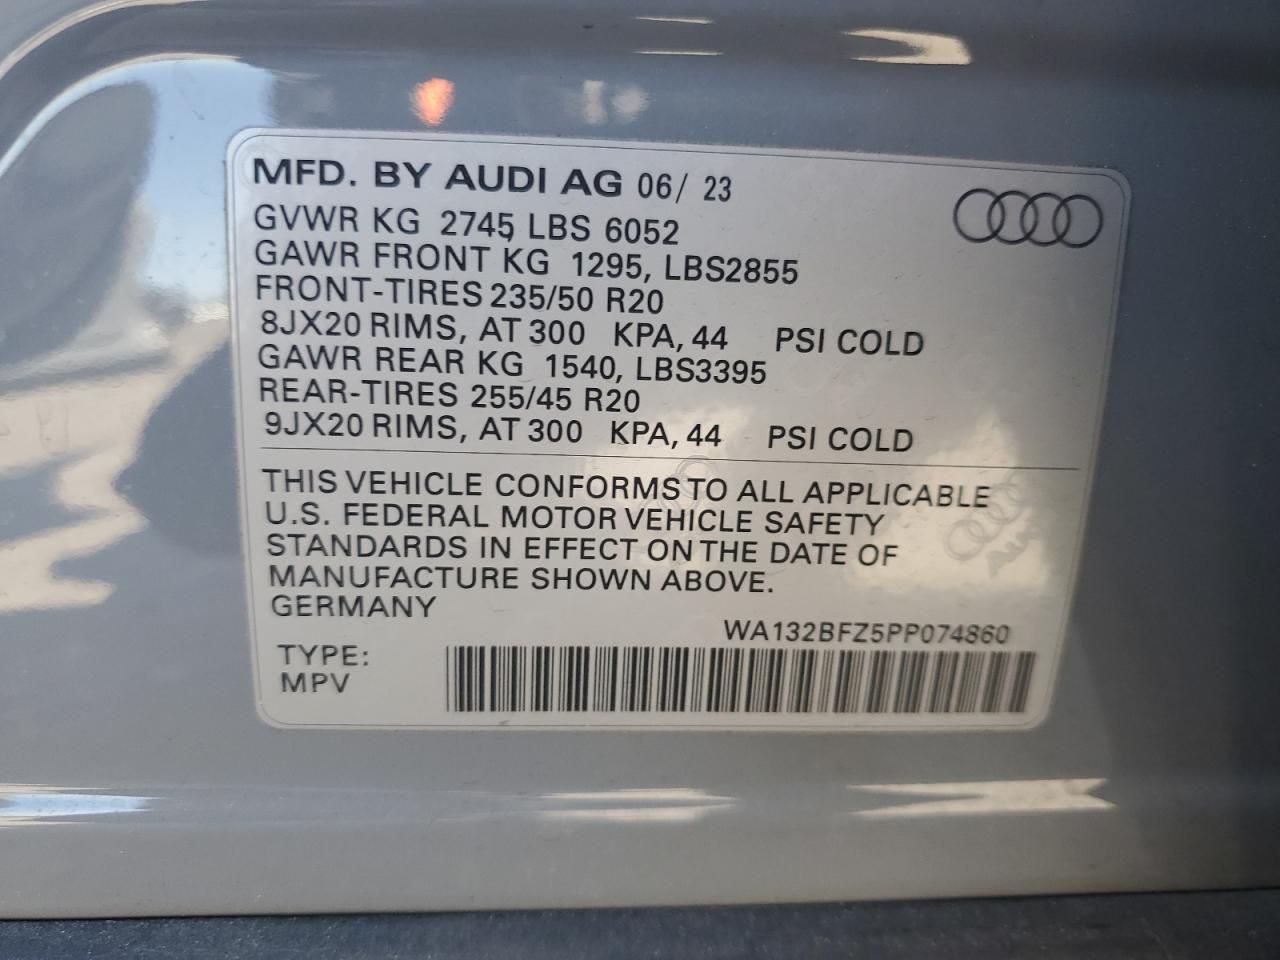 MFD. BY AUDI AG 06/ 23
GVWR KG 2745 LBS 6052
GAWR FRONT KG 1295, LBS2855
FRONT-TIRES 235/50 R20
8JX20 RIMS, AT 300 KPA, 44 PSI COLD
GAWR REAR KG 1540, LBS3395
REAR-TIRES 255/45 R20
9JX20 RIMS, AT 300 KPA, 44 PSI COLD
THIS VEHICLE CONFORMS TO ALL APPLICABLE
U.S. FEDERAL MOTOR VEHICLE SAFETY
STANDARDS IN EFFECT ON THE DATE OF
MANUFACTURE SHOWN ABOVE.
GERMANY
WA132BFZ5PP074860
TYPE:
MPV